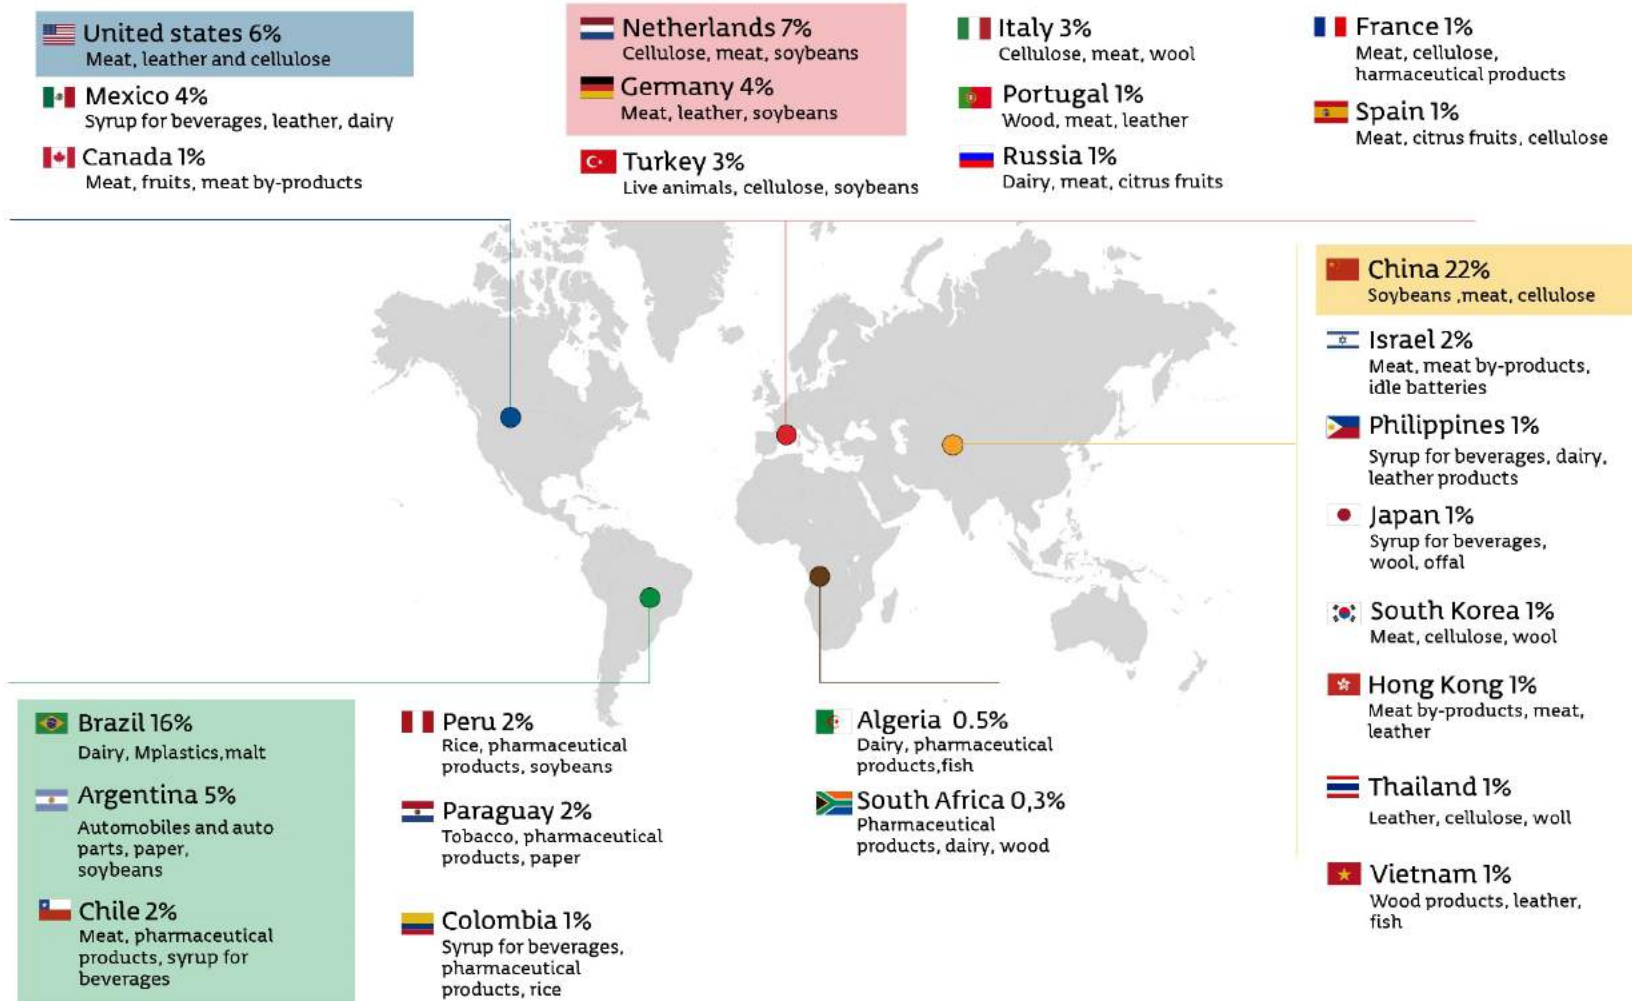 United states 6%
Meat, leather and cellulose
Mexico 4%
Syrup for beverages, leather, dairy
Canada 1%
Meat, fruits, meat by-products
Netherlands 7%
Cellulose, meat, soybeans
Germany 4%
Meat, leather, soybeans
Turkey 3%
Live animals, cellulose, soybeans
Italy 3%
Cellulose, meat, wool
Portugal 1%
Wood, meat, leather
Russia 1%
Dairy, meat, citrus fruits
France 1%
Meat, cellulose,
harmaceutical products
Spain 1%
Meat, citrus fruits, cellulose
China 22%
Soybeans ,meat, cellulose
Israel 2%
Meat, meat by-products,
idle batteries
Philippines 1%
Syrup for beverages, dairy,
leather products
Japan 1%
Syrup for beverages,
wool, offal
South Korea 1%
Meat, cellulose, wool
Hong Kong 1%
Meat by-products, meat,
leather
Thailand 1%
Leather, cellulose, woll
Vietnam 1%
Wood products, leather,
fish
Brazil 16%
Dairy, Mplastics,malt
Argentina 5%
Automobiles and auto
parts, paper,
soybeans
Chile 2%
Meat, pharmaceutical
products, syrup for
beverages
Peru 2%
Rice, pharmaceutical
products, soybeans
Paraguay 2%
Tobacco, pharmaceutical
products, paper
Colombia 1%
Syrup for beverages,
pharmaceutical
products, rice
Algeria 0.5%
Dairy, pharmaceutical
products,fish
South Africa 0,3%
Pharmaceutical
products, dairy, wood